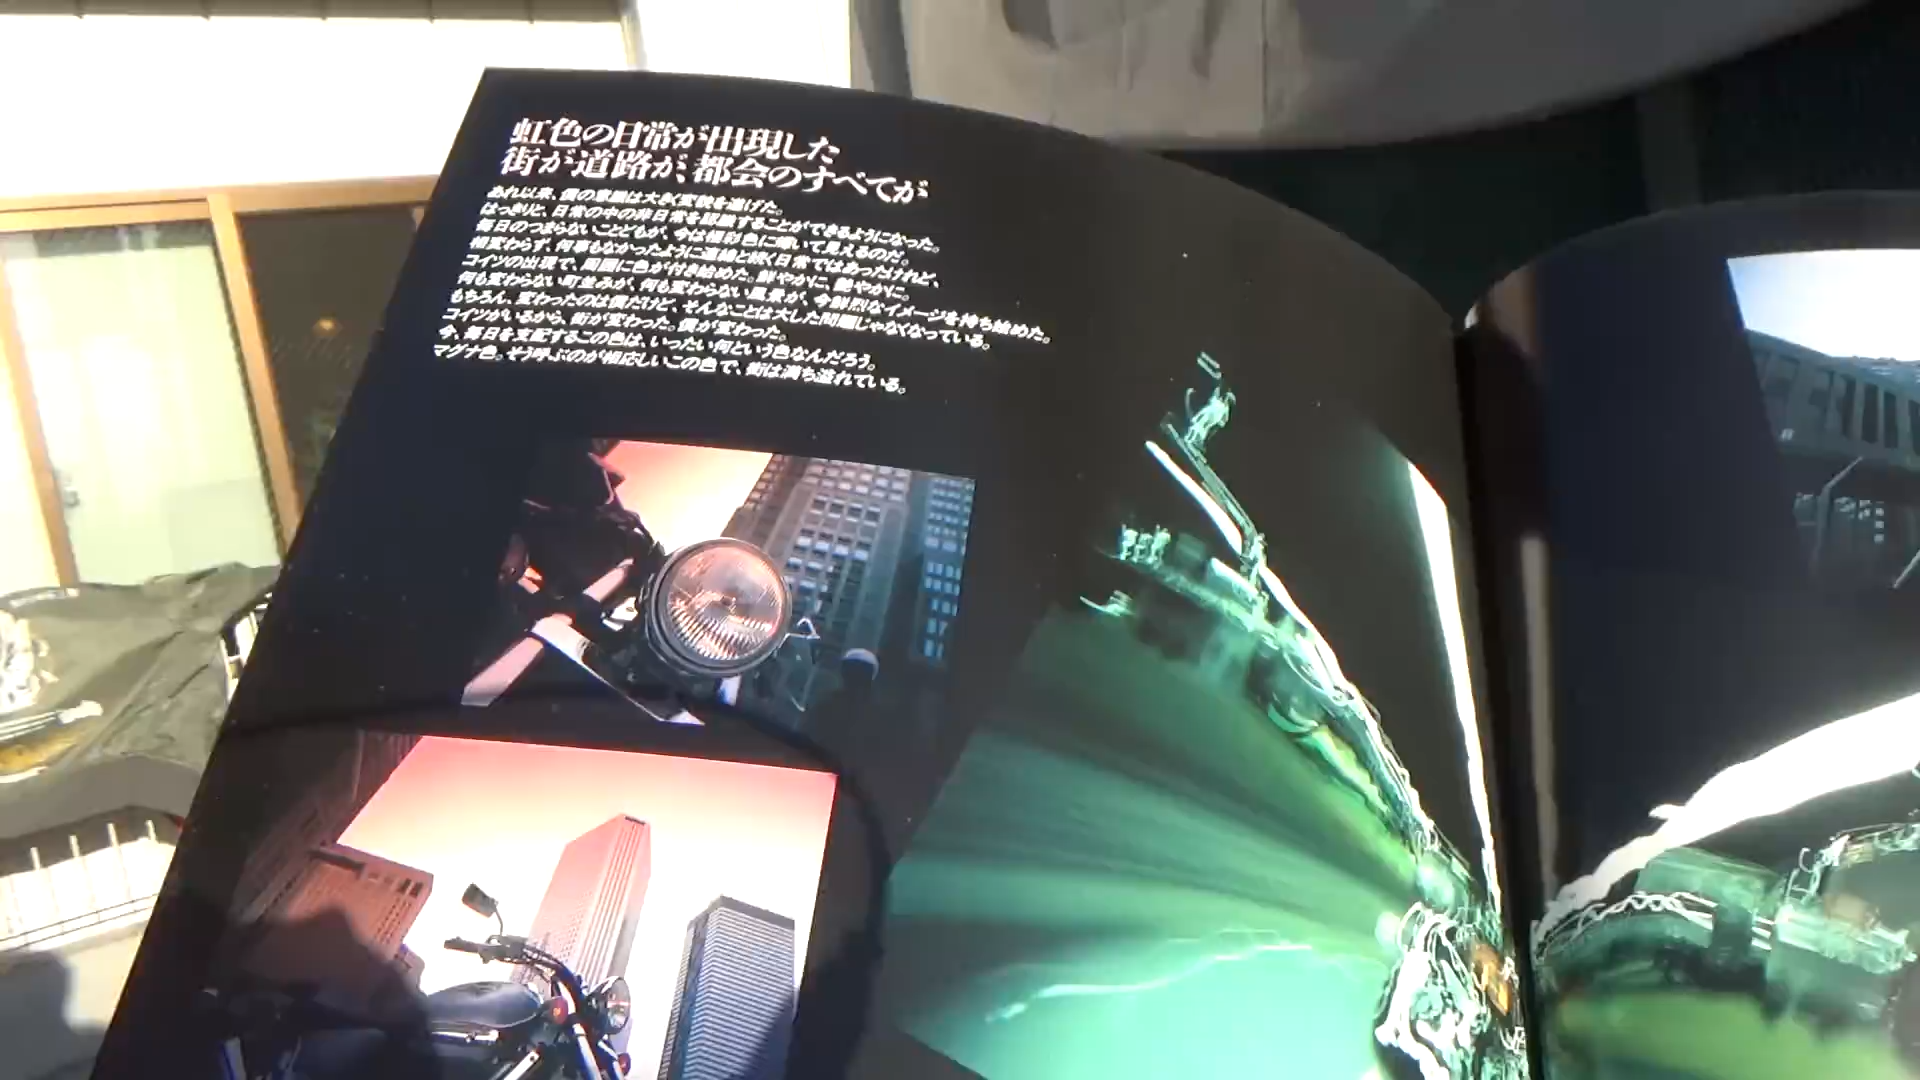 虹色の日常が出現した
街が道路が、都会のすべてが
あれ以来、僕の意識は大きく変貌を遂げた。
はっきりと、日常の中の非日常を認識することができるようになった。
毎日のつまらないことどもが、今は極彩色に輝いて見えるのだ。
相変わらず、何事もなかったように連綿と続く日常ではあったけれど、
コイツの出現で、周囲に色が付き始めた。鮮やかに、艶やかに。
何も変わらない町並みが、何も変わらない風景が、今鮮烈なイメージを持ち始めた。
もちろん、変わったのは僕だけど、そんなことは大した問題じゃなくなっている。
コイツがいるから、街が変わった。僕が変わった。
今、毎日を支配するこの色は、いったい何という色なんだろう。
マグナ色。そう呼ぶのが相応しいこの色で、街は満ち溢れている。